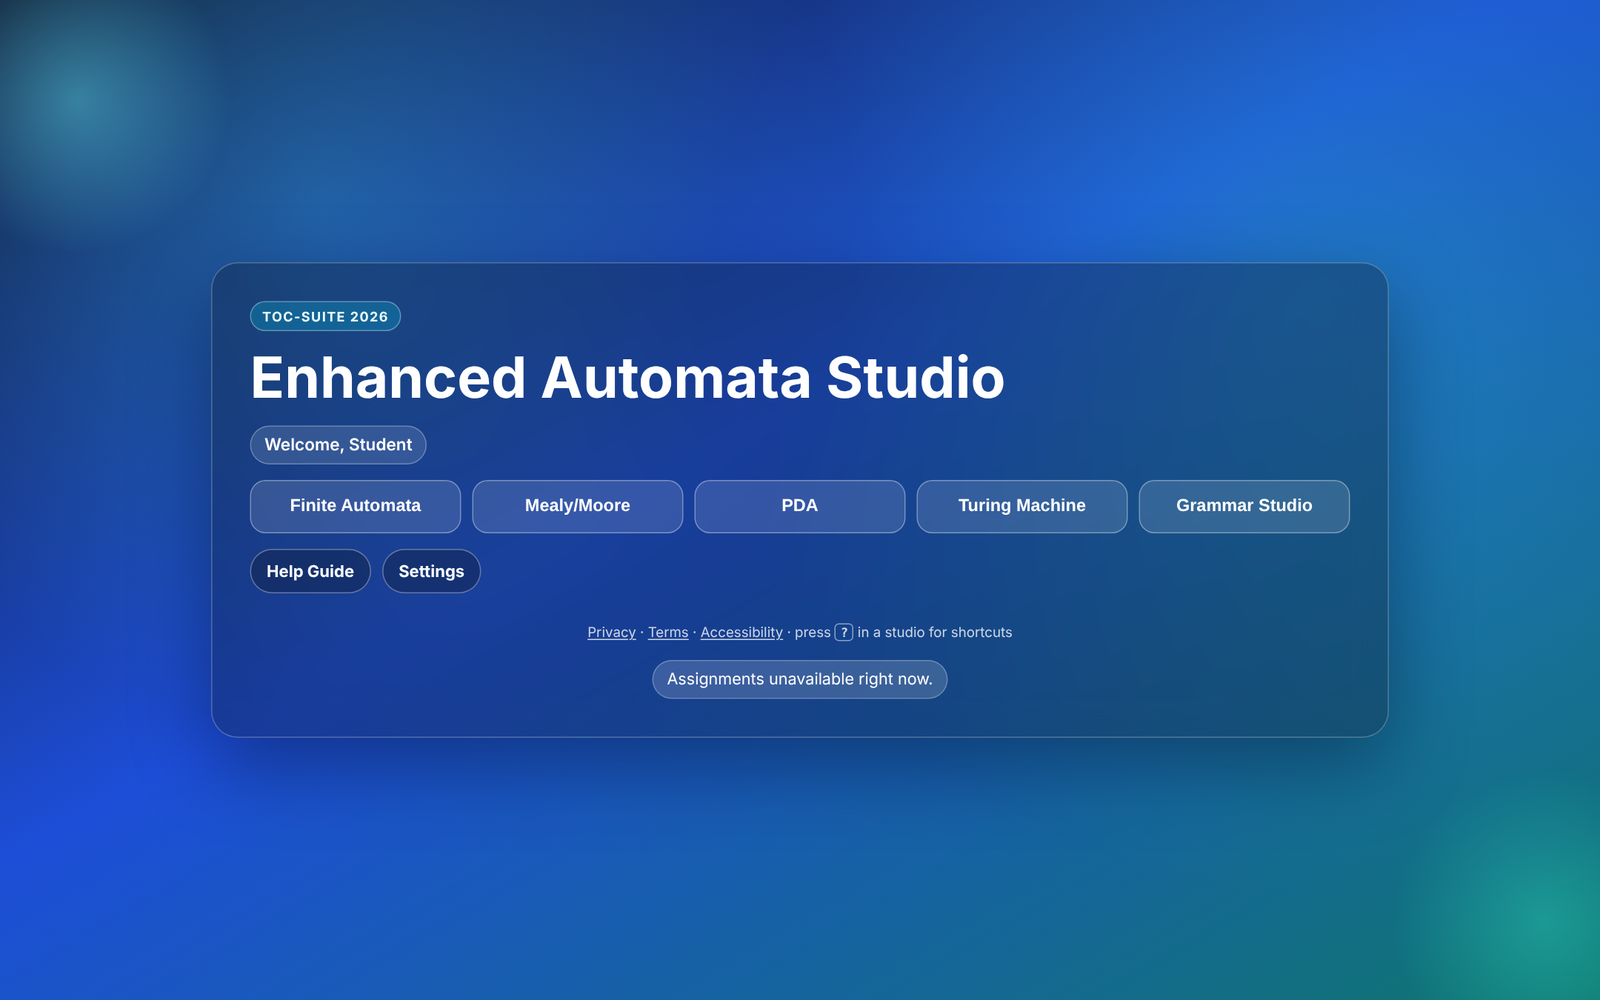 TOC-SUITE 2026
Enhanced Automata Studio
Welcome, Student
Finite Automata
Mealy/Moore
PDA
Turing Machine
Grammar Studio
Help Guide
Settings
Privacy · Terms · Accessibility · press ? in a studio for shortcuts
Assignments unavailable right now.